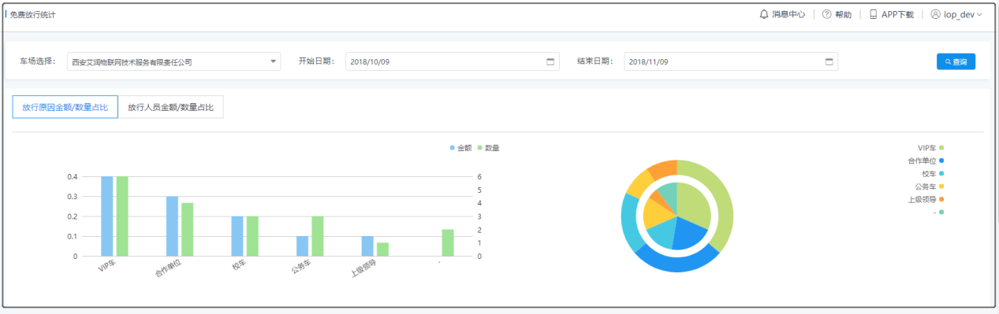 免费放行统计
消息中心 帮助 APP下载 iop_dev
车场选择: 西安艾润物联网技术服务有限责任公司 开始日期: 2018/10/09 结束日期: 2018/11/09 查询
放行原因金额/数量占比 放行人员金额/数量占比
金额 数量
0.4
0.3
0.2
0.1
0
6
5
4
3
2
1
0
VIP车 合作单位 校车 公务车 上级领导 -
VIP车
合作单位
校车
公务车
上级领导
-